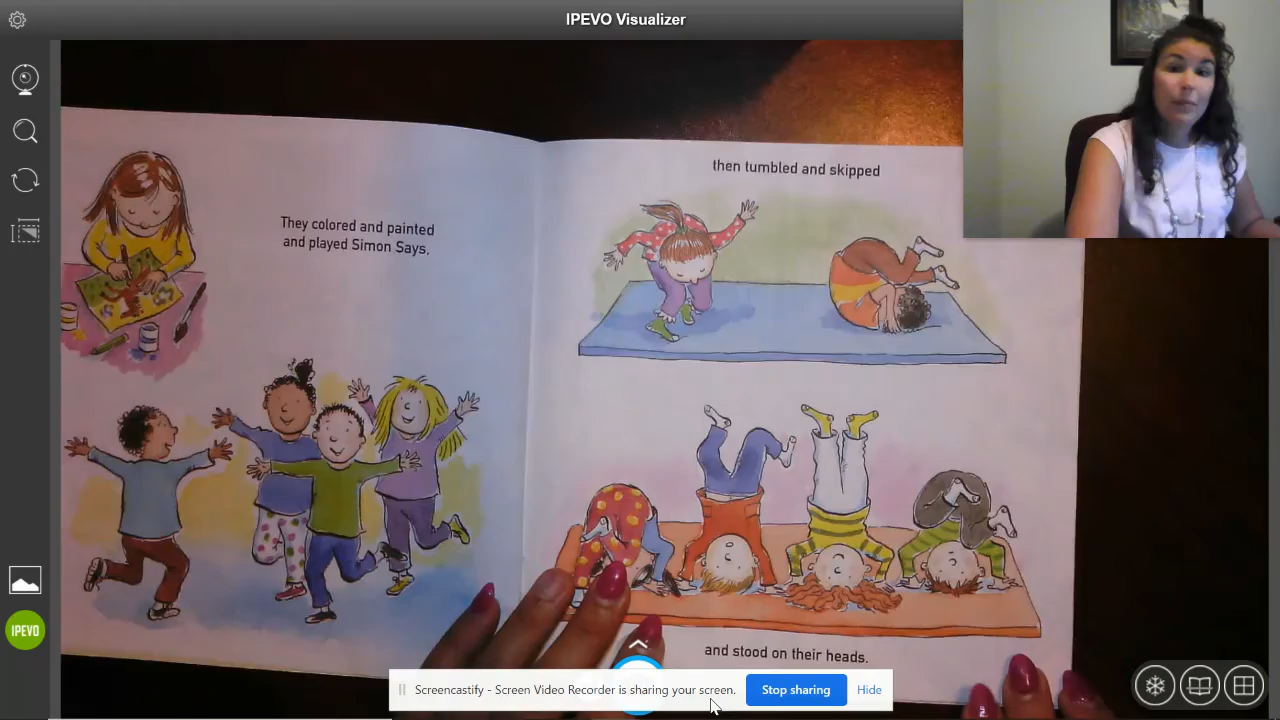 IPEVO Visualizer
They colored and painted
and played Simon Says,
then tumbled and skipped
and stood on their heads.
Screencastify - Screen Video Recorder is sharing your screen.
Stop sharing
Hide
IPEVO